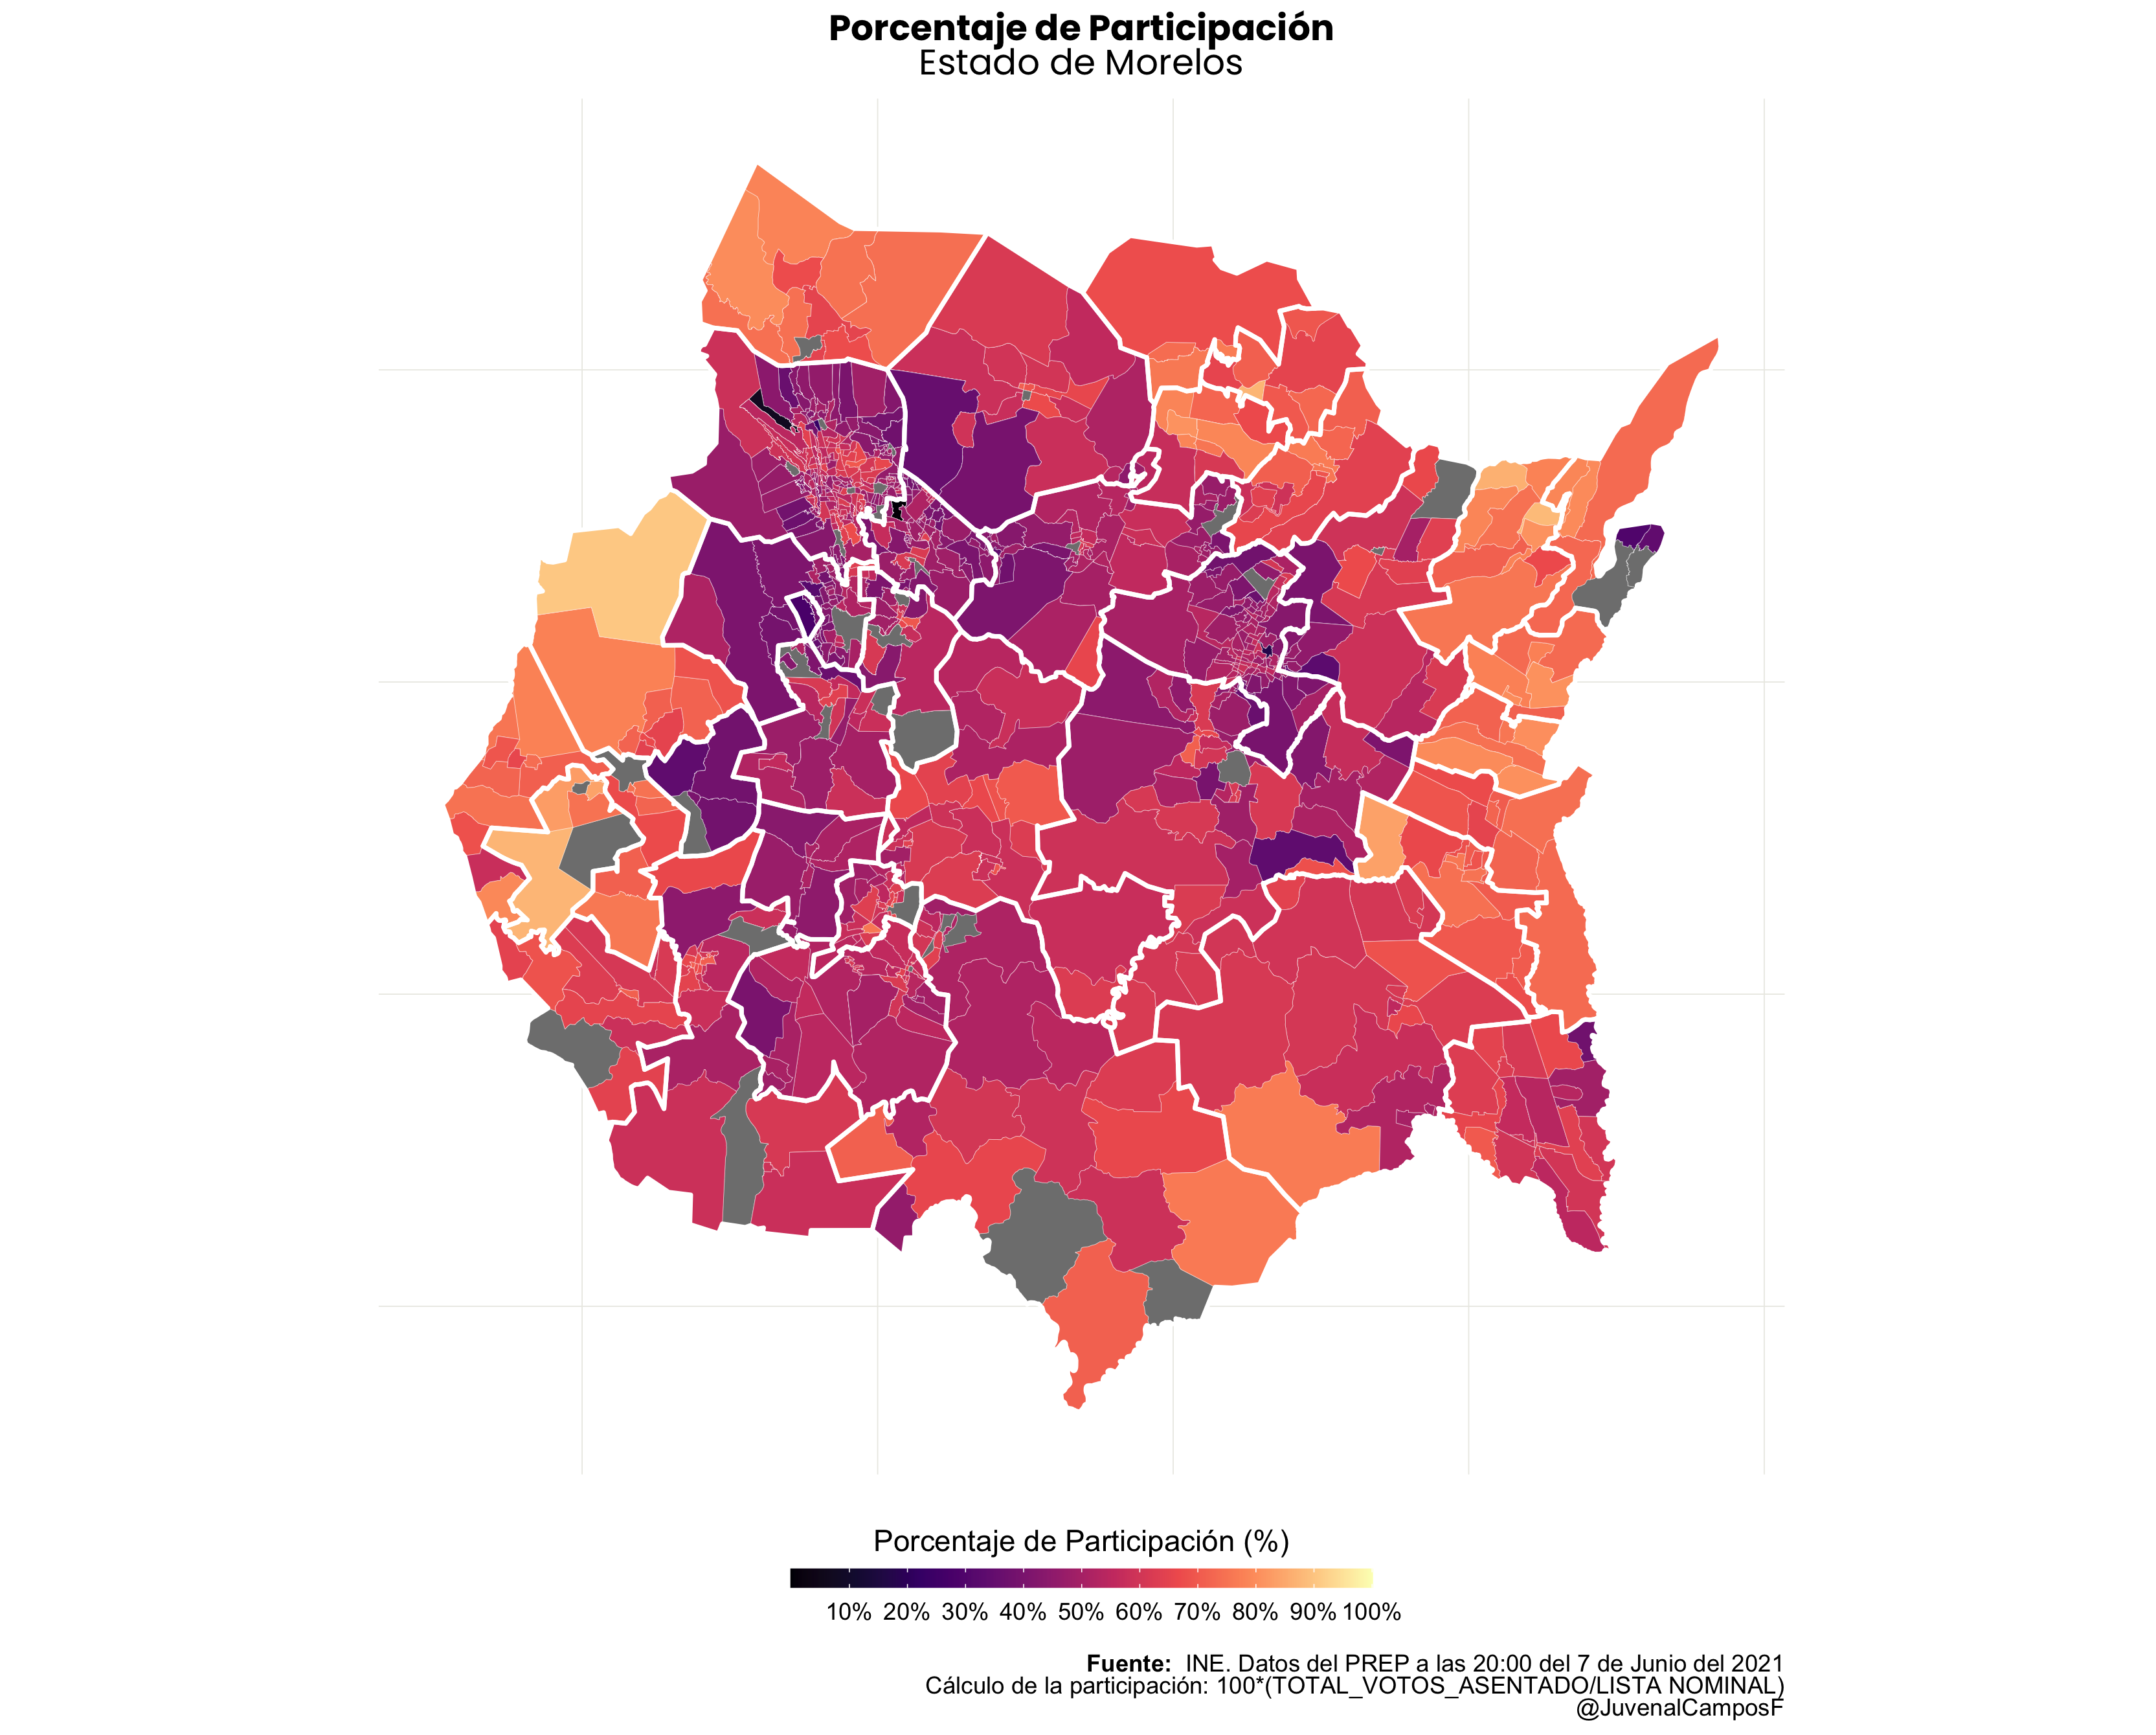 Porcentaje de Participación
Estado de Morelos
Porcentaje de Participación (%)
10% 20% 30% 40% 50% 60% 70% 80% 90% 100%
Fuente: INE. Datos del PREP a las 20:00 del 7 de Junio del 2021
Cálculo de la participación: 100*(TOTAL_VOTOS_ASENTADO/LISTA NOMINAL)
@JuvenalCamposF